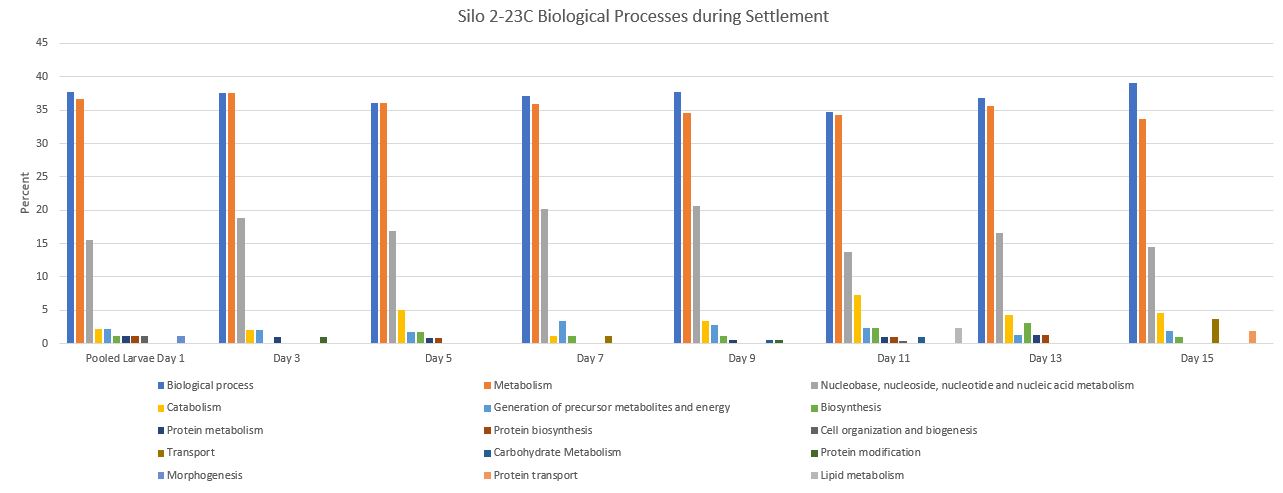 Silo 2-23C Biological Processes during Settlement
45
40
35
30
25
20
15
10
5
0
Percent
Pooled Larvae Day 1 Day 3 Day 5 Day 7 Day 9 Day 11 Day 13 Day 15
Biological process Metabolism Nucleobase, nucleoside, nucleotide and nucleic acid metabolism
Catabolism Generation of precursor metabolites and energy Biosynthesis
Protein metabolism Protein biosynthesis Cell organization and biogenesis
Transport Carbohydrate Metabolism Protein modification
Morphogenesis Protein transport Lipid metabolism